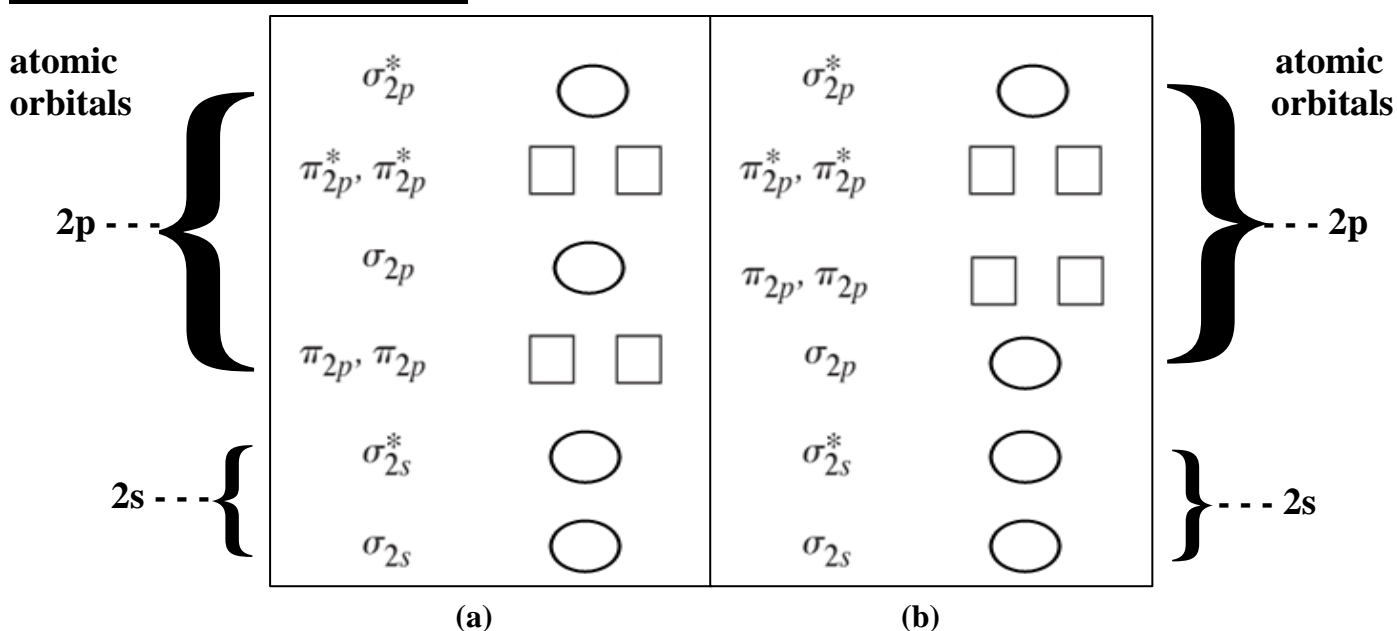 atomic orbitals
2p - - -
2s - - -
σ*2p
π*2p, π*2p
σ2p
π2p, π2p
σ*2s
σ2s
(a)
σ*2p
π*2p, π*2p
π2p, π2p
σ2p
σ*2s
σ2s
(b)
atomic orbitals
- - - 2p
- - - 2s